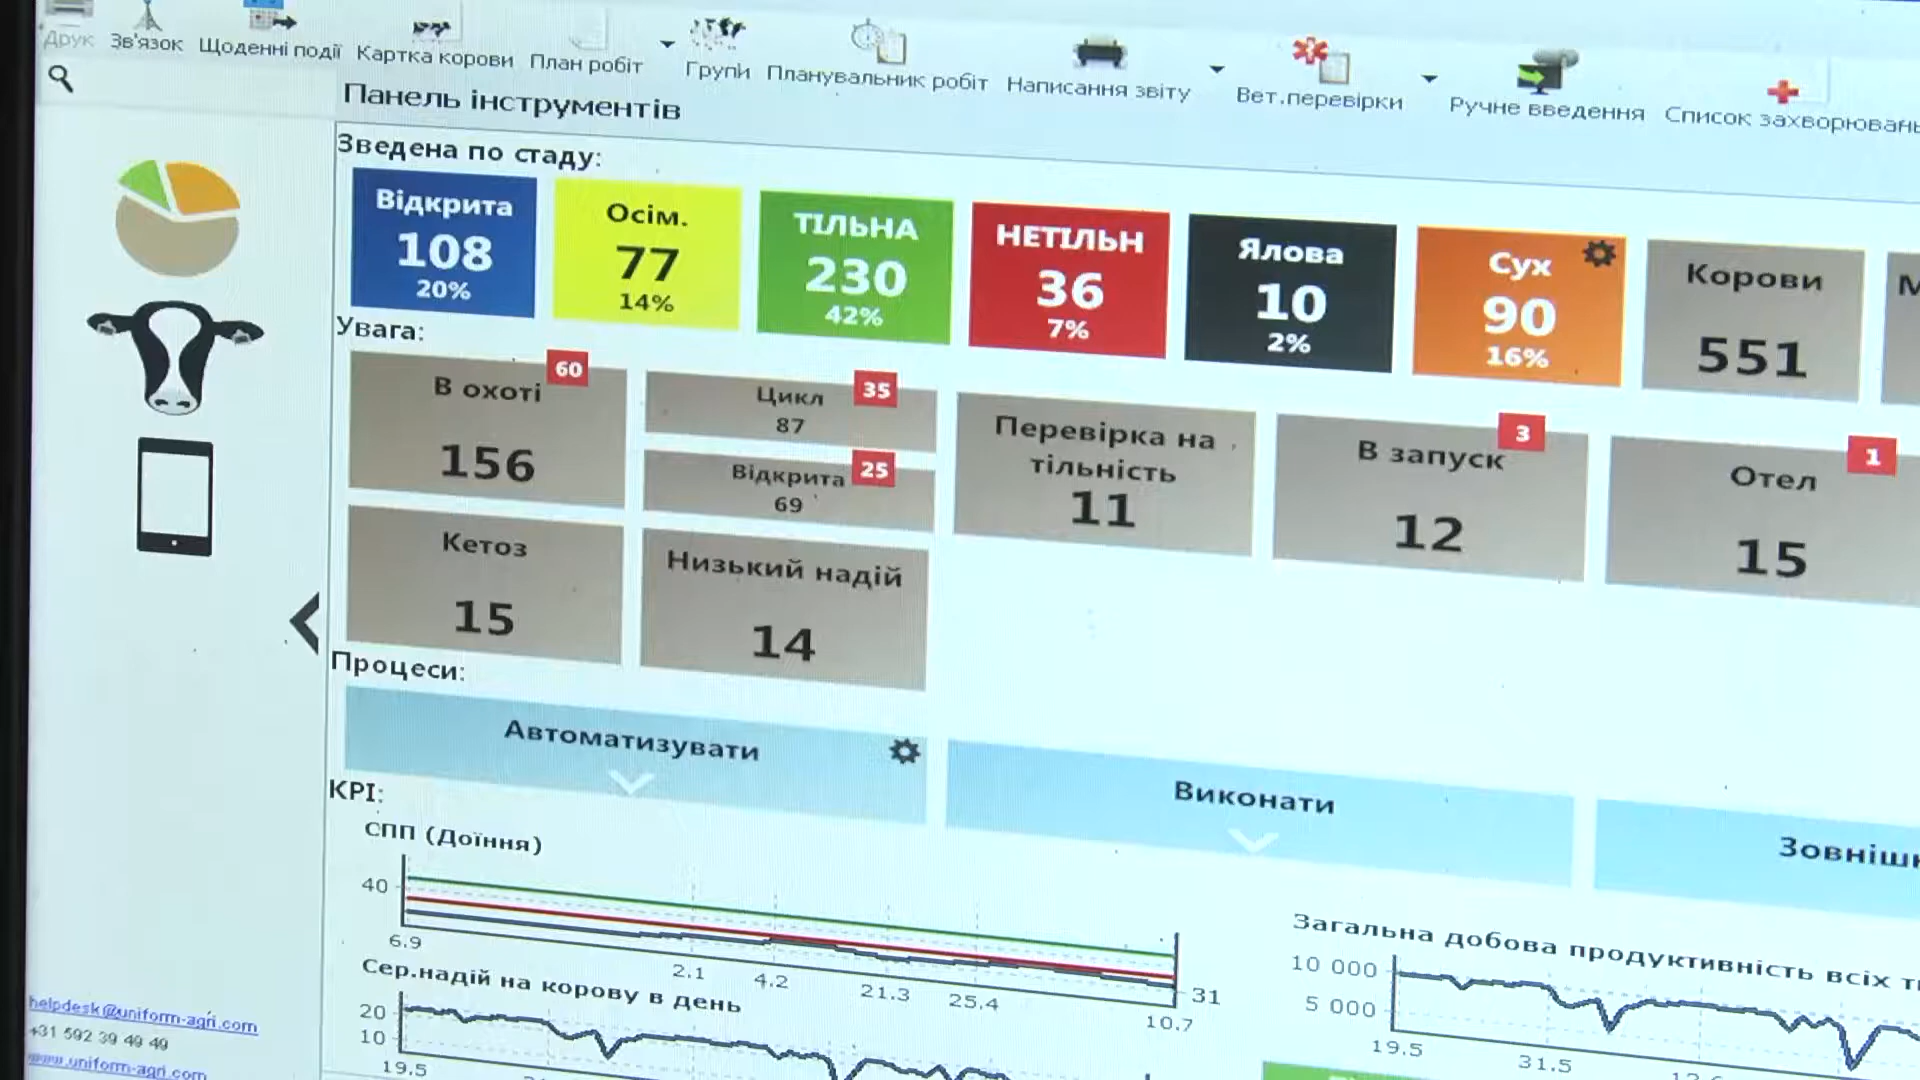 Друк Зв'язок Щоденні події Картка корови План робіт Групи Планувальник робіт Написання звіту Вет.перевірки Ручне введення Список захворювань
Панель інструментів
Зведена по стаду:
Відкрита
108
20%
Осім.
77
14%
ТІЛЬНА
230
42%
НЕТІЛЬН
36
7%
Ялова
10
2%
Сух
90
16%
Корови
551
М
Увага:
В охоті 60
156
Цикл 35
87
Відкрита 25
69
Перевірка на
тільність
11
В запуск 3
12
Отел 1
15
Кетоз
15
Низький надій
14
Процеси:
Автоматизувати
Виконати
Зовніш
KPI:
СПП (Доїння)
40
6.9 2.1 4.2 21.3 25.4 10.7
31
Сер.надій на корову в день
20
10
19.5
Загальна добова продуктивність всіх т
10 000
5 000
19.5 31.5
helpdesk@uniform-agri.com
+31 592 39 49 49
www.uniform-agri.com